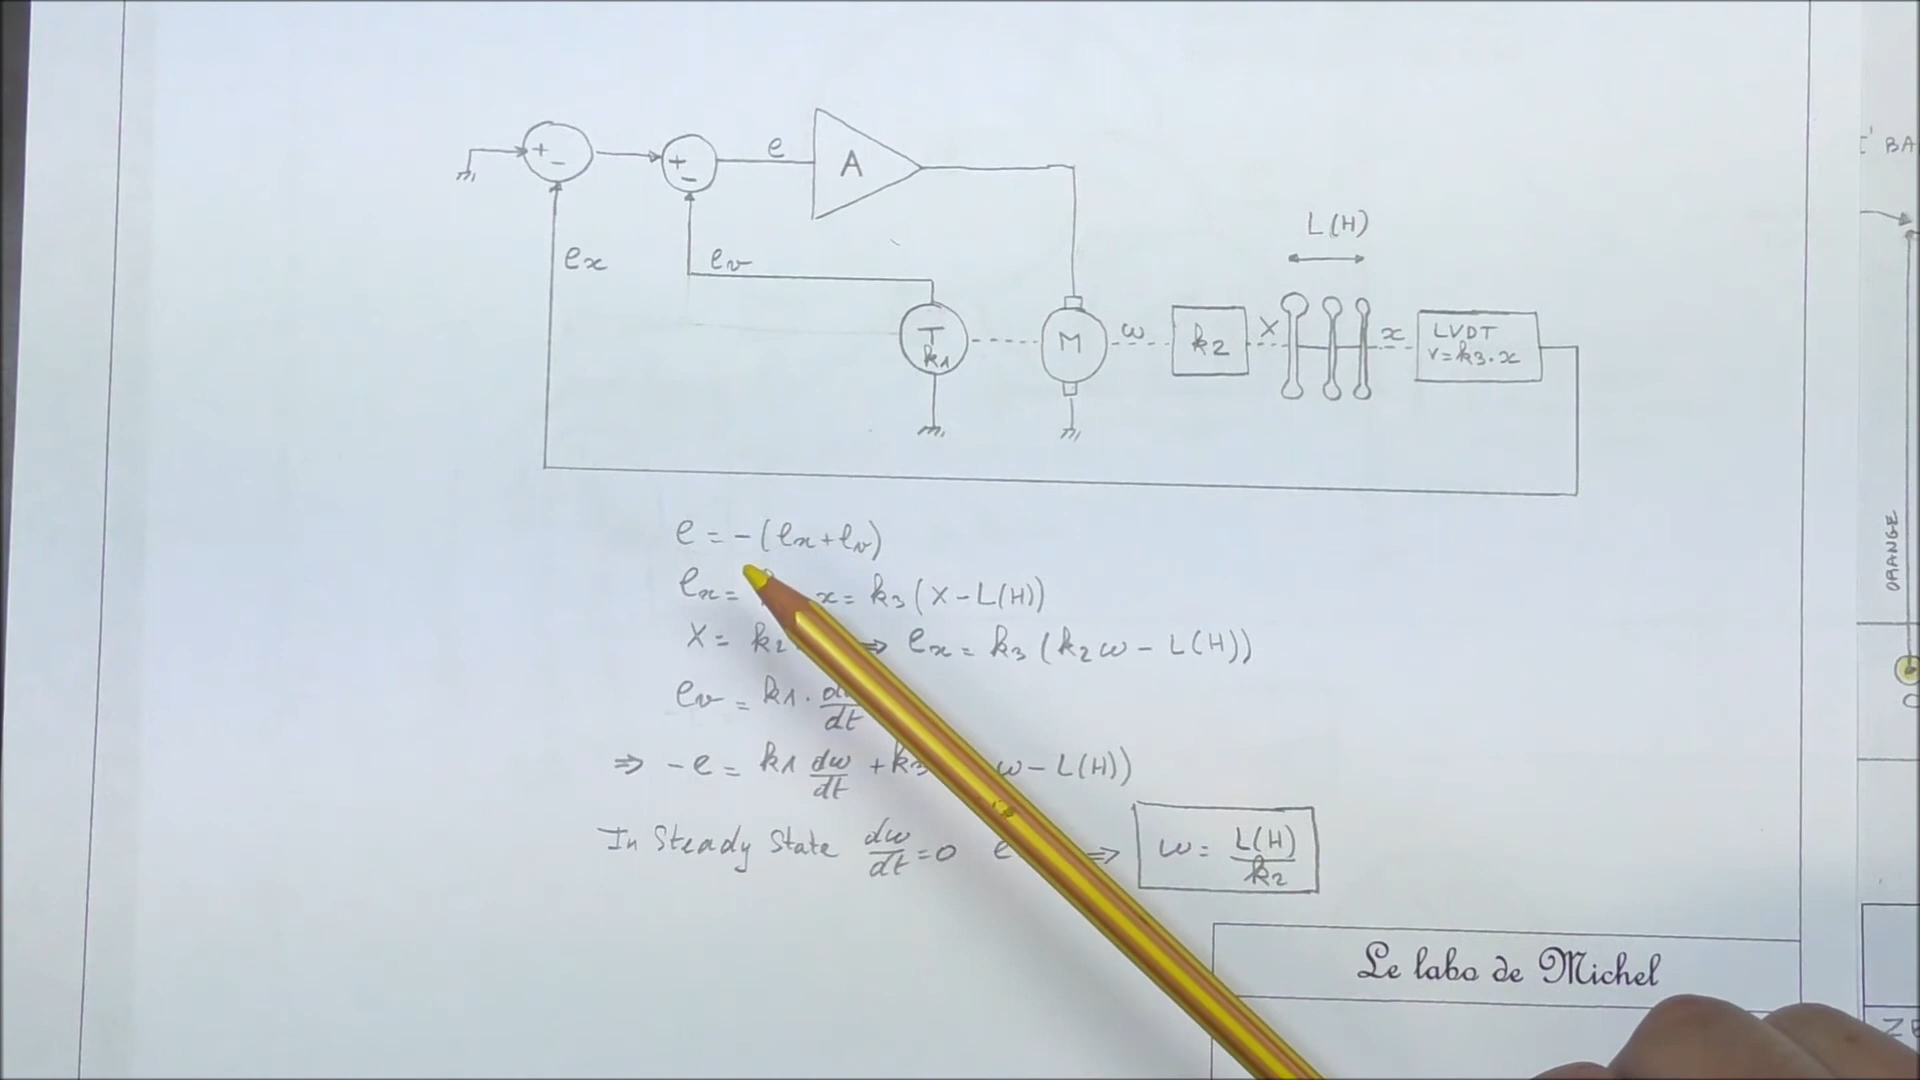 + -
+ -
e
A
ex
ev
T
k1
M
ω
k2
X
L(H)
x
LVDT
v=k3.x
e = -(ex+ev)
ex= x= k3(X-L(H))
X= k2 ⇒ ex= k3(k2ω - L(H))
ev = k1. dt
⇒ -e = k1 dω/dt + k3 ω - L(H))
In Steady State dω/dt=0 e ⇒ ω= L(H)/k2
Le labo de Michel
BA
ORANGE